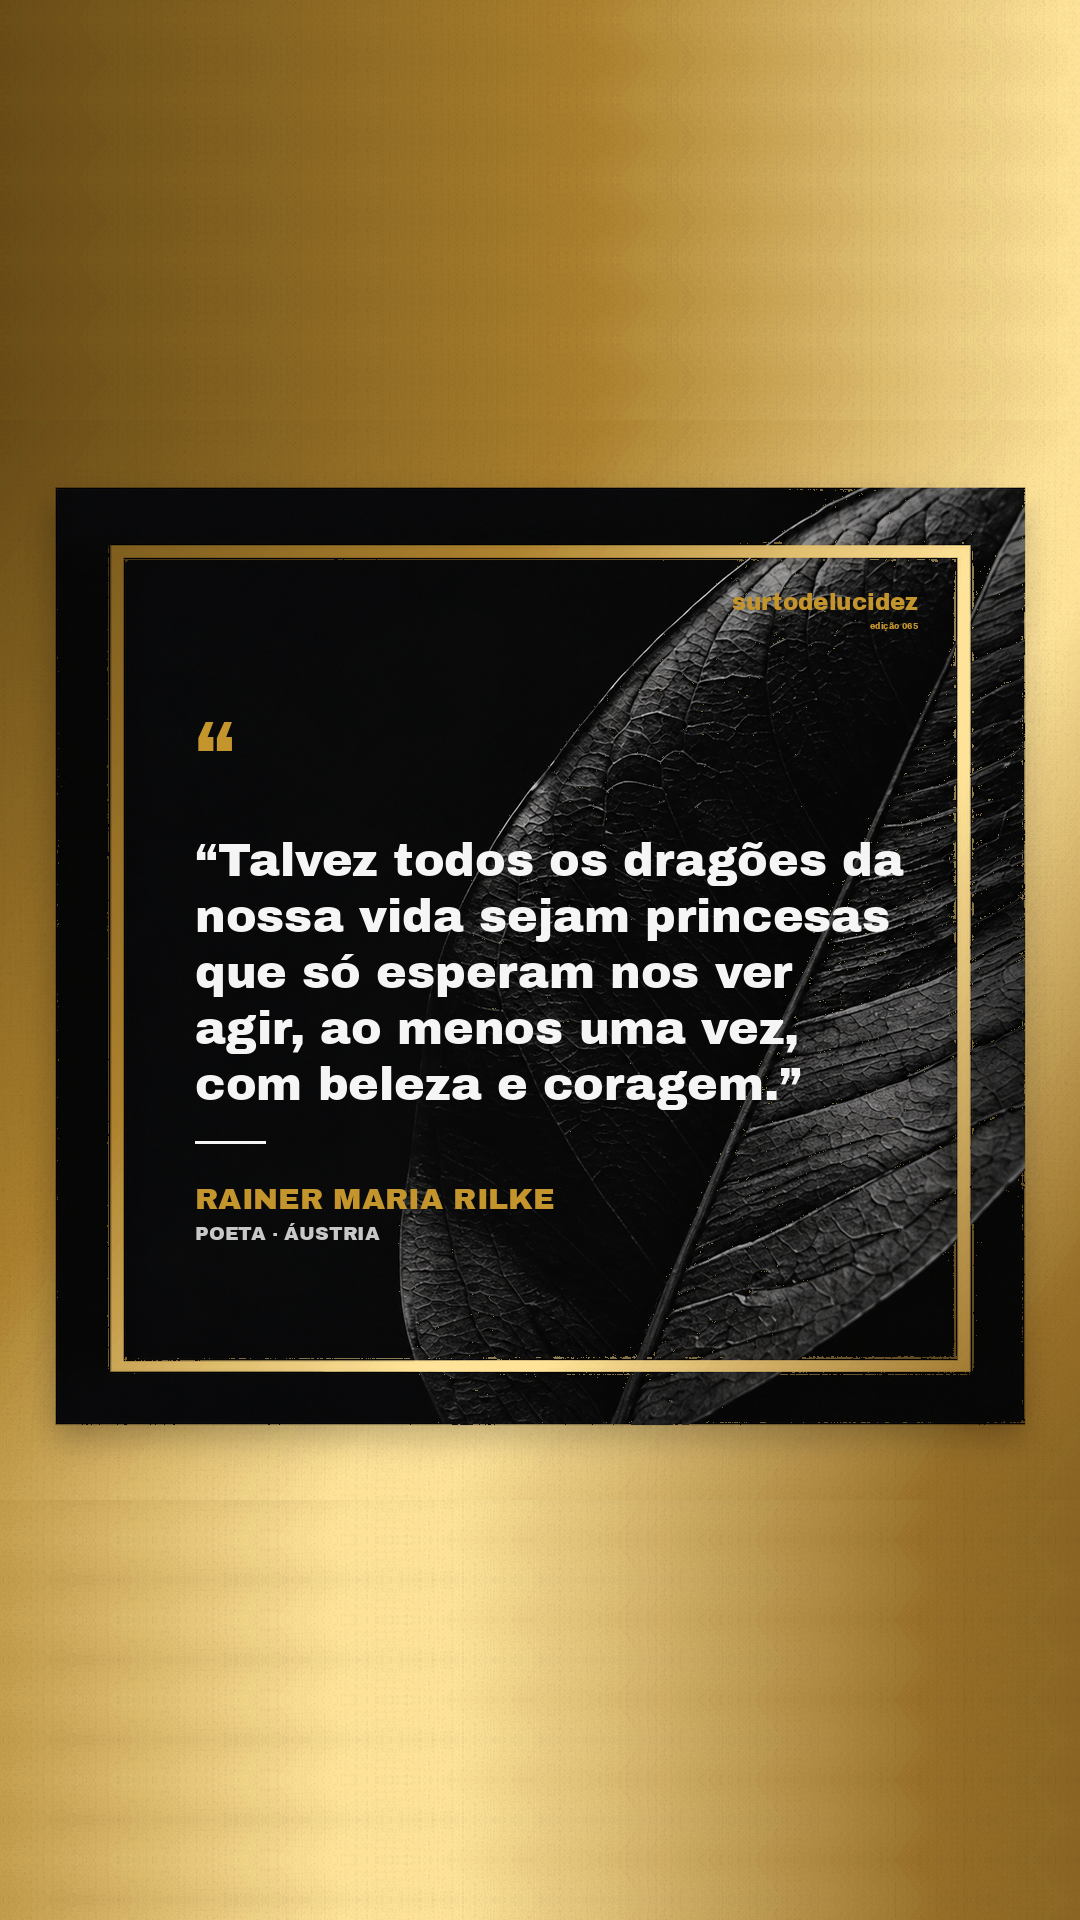 surtodelucidez
edição 065
“
“Talvez todos os dragões da
nossa vida sejam princesas
que só esperam nos ver
agir, ao menos uma vez,
com beleza e coragem.”
RAINER MARIA RILKE
POETA · ÁUSTRIA